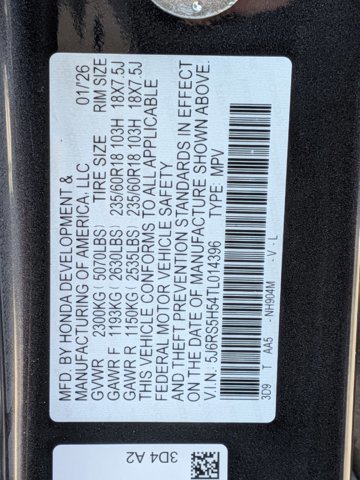 MFD. BY HONDA DEVELOPMENT &
MANUFACTURING OF AMERICA, LLC 01/26
GVWR 2300KG (5070LBS) TIRE SIZE RIM SIZE
GAWR F 1193KG (2630LBS) 235/60R18 103H 18X7.5J
GAWR R 1150KG (2535LBS) 235/60R18 103H 18X7.5J
THIS VEHICLE CONFORMS TO ALL APPLICABLE
FEDERAL MOTOR VEHICLE SAFETY
AND THEFT PREVENTION STANDARDS IN EFFECT
ON THE DATE OF MANUFACTURE SHOWN ABOVE.
V.I.N. 5J6RS5H54TL014396 TYPE: MPV
3D9 T AA5 - NH904M - V - L
3D4 A2